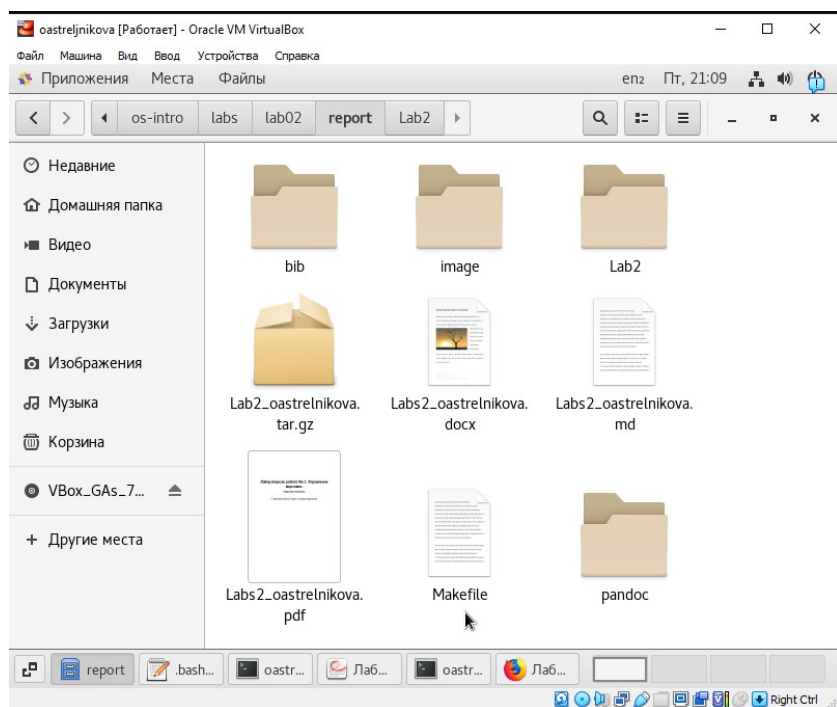 oastreljnikova [Работает] - Oracle VM VirtualBox
Файл Машина Вид Ввод Устройства Справка
Приложения Места Файлы en₂ Пт, 21:09
os-intro labs lab02 report Lab2
Недавние
Домашняя папка
Видео
Документы
Загрузки
Изображения
Музыка
Корзина
VBox_GAs_7...
Другие места
bib image Lab2
Lab2_oastrelnikova. Labs2_oastrelnikova. Labs2_oastrelnikova.
tar.gz docx md
Labs2_oastrelnikova. Makefile pandoc
pdf
report .bash... oastr... Лаб... oastr... Лаб...
Right Ctrl